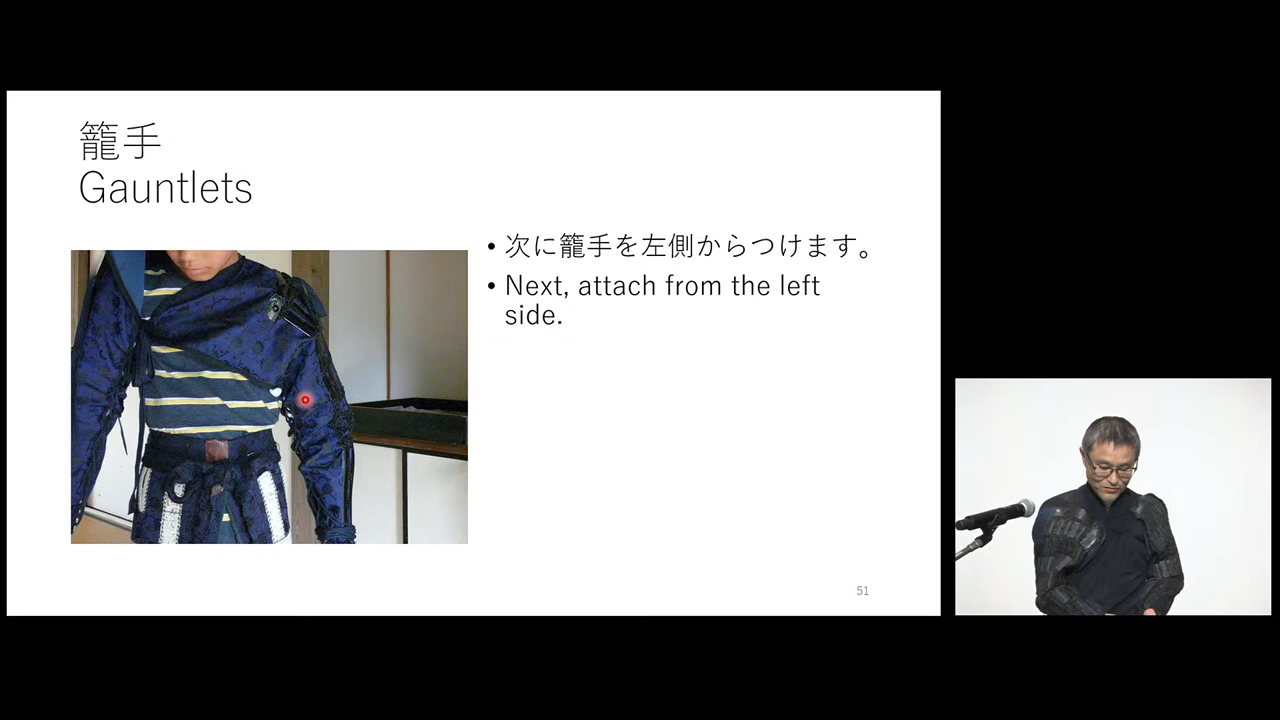 籠手
Gauntlets
• 次に籠手を左側からつけます。
• Next, attach from the left
side.
51